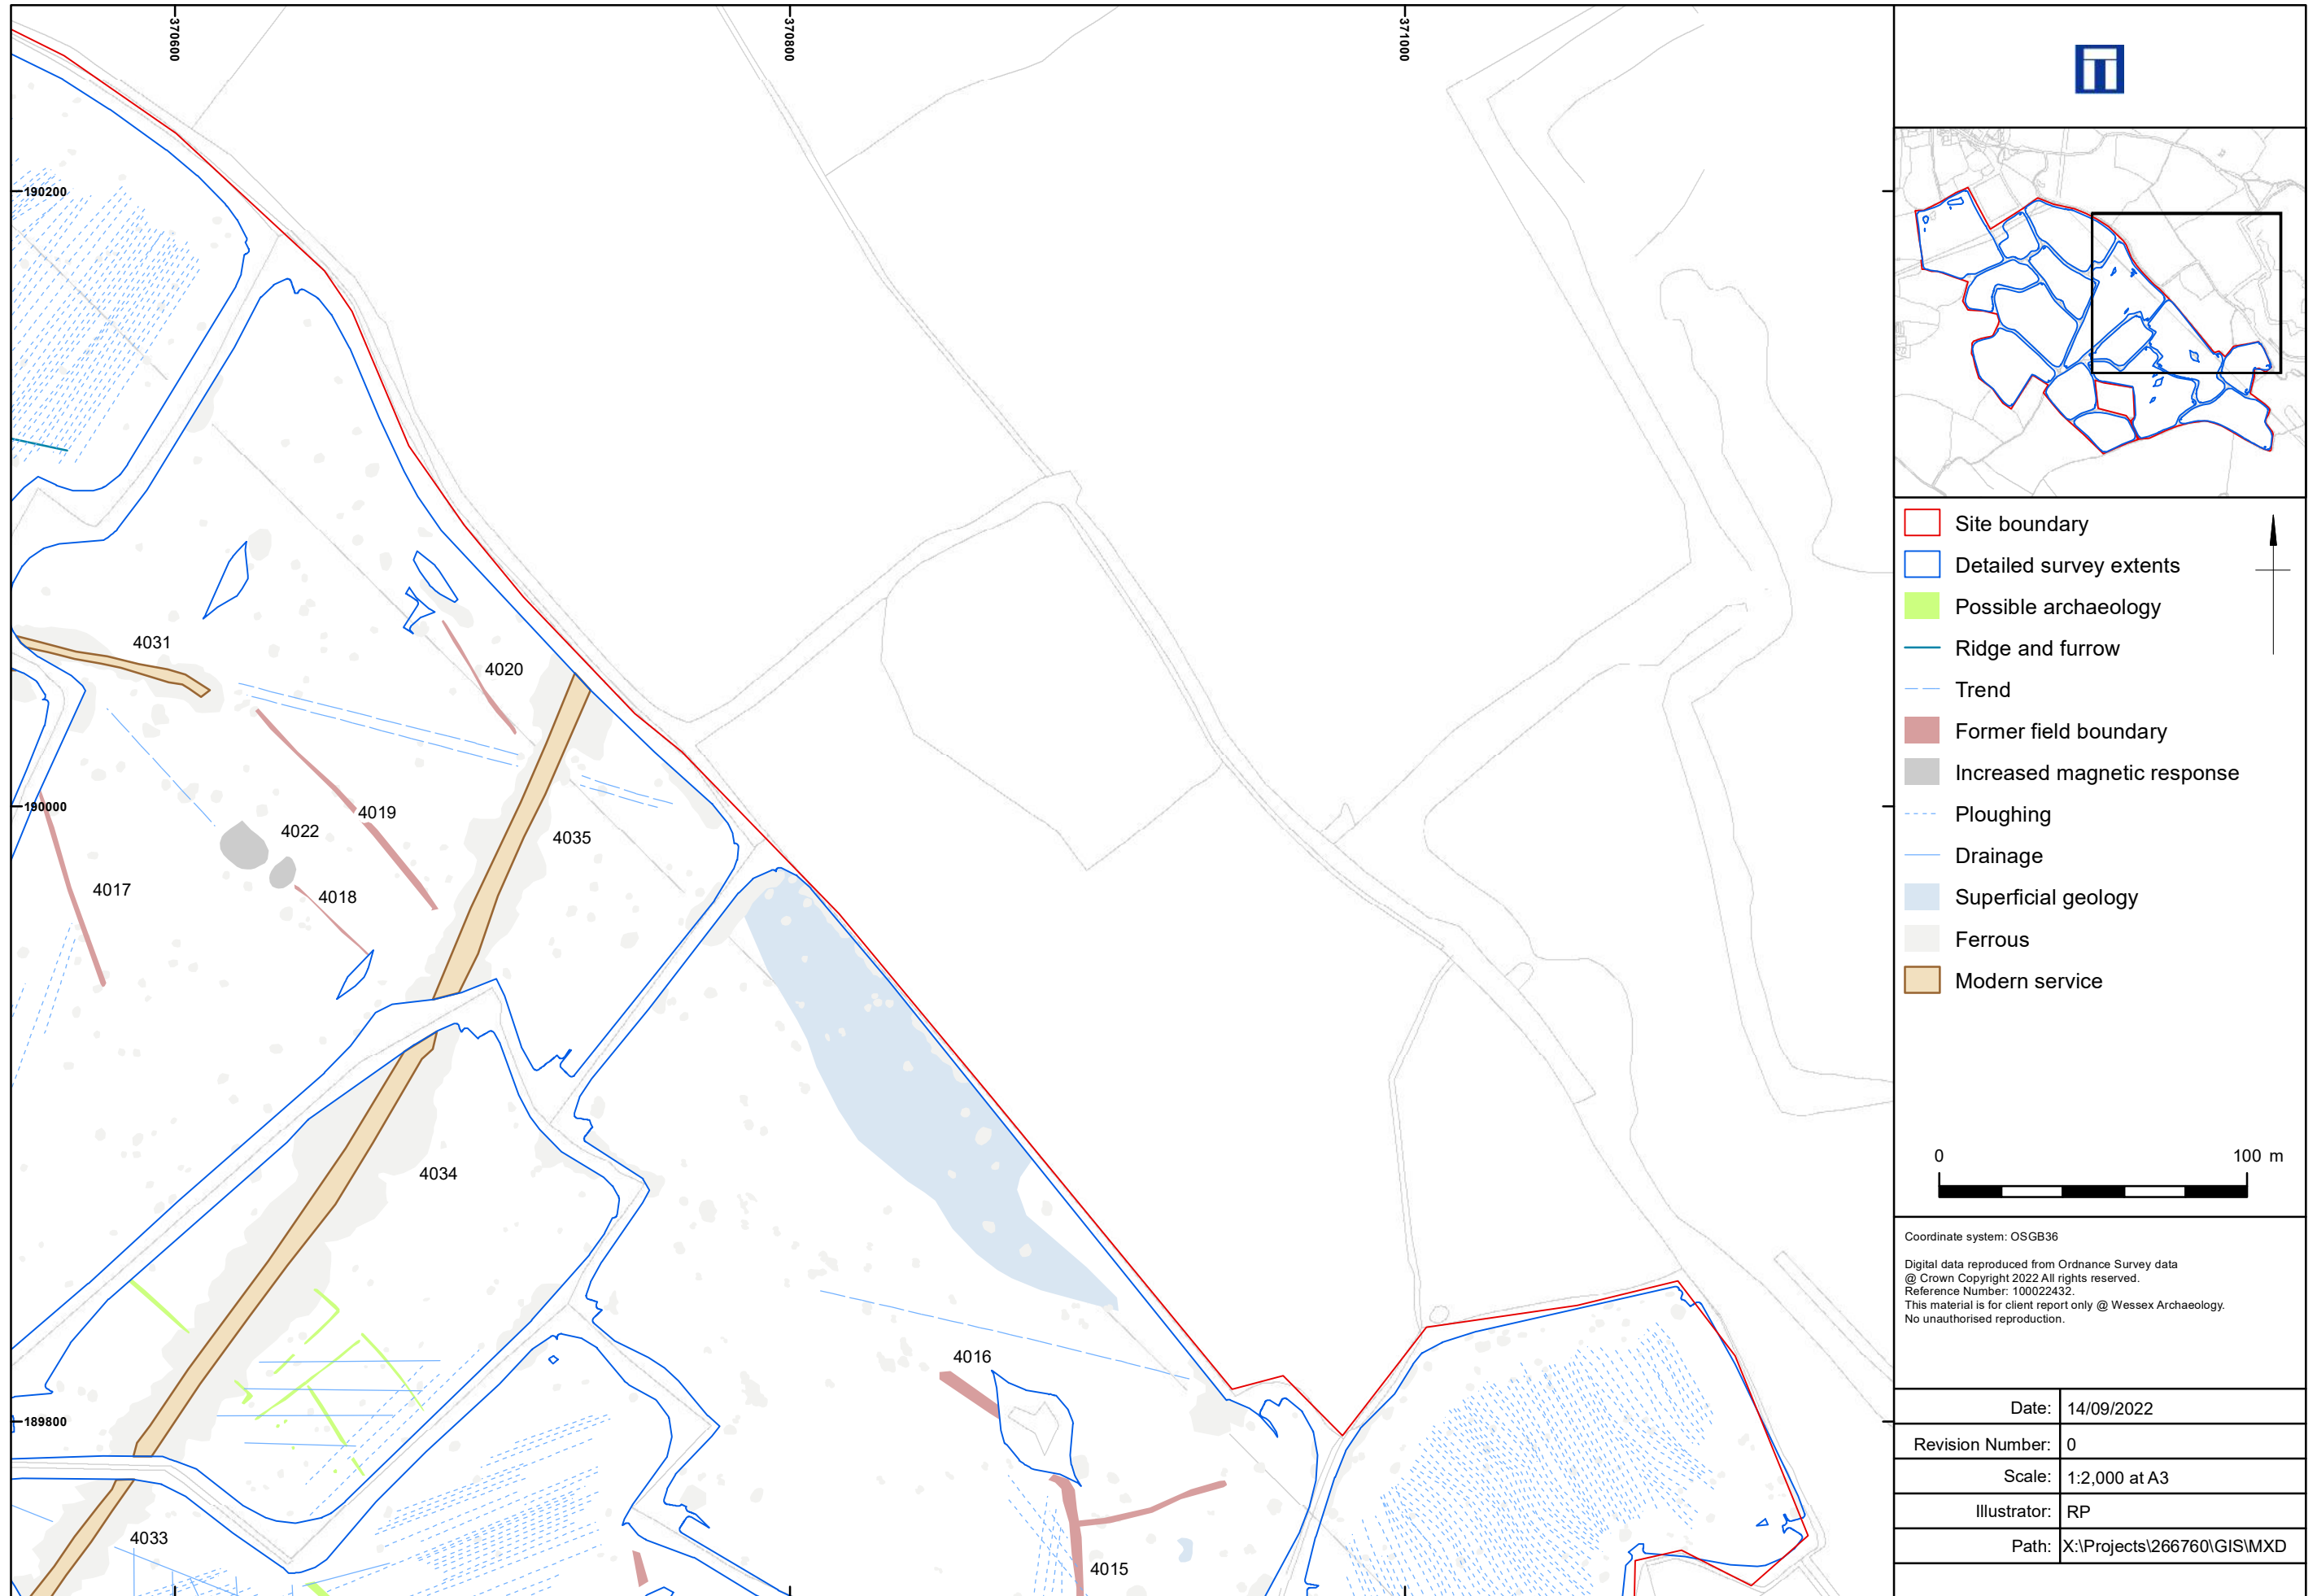 370600
370800
371000
190200
190000
189800
4031
4020
4019
4022
4035
4017
4018
4034
4016
4033
4015
Site boundary
Detailed survey extents
Possible archaeology
Ridge and furrow
Trend
Former field boundary
Increased magnetic response
Ploughing
Drainage
Superficial geology
Ferrous
Modern service
0 100 m
Coordinate system: OSGB36
Digital data reproduced from Ordnance Survey data
@ Crown Copyright 2022 All rights reserved.
Reference Number: 100022432.
This material is for client report only @ Wessex Archaeology.
No unauthorised reproduction.
Date: 14/09/2022
Revision Number: 0
Scale: 1:2,000 at A3
Illustrator: RP
Path: X:\Projects\266760\GIS\MXD